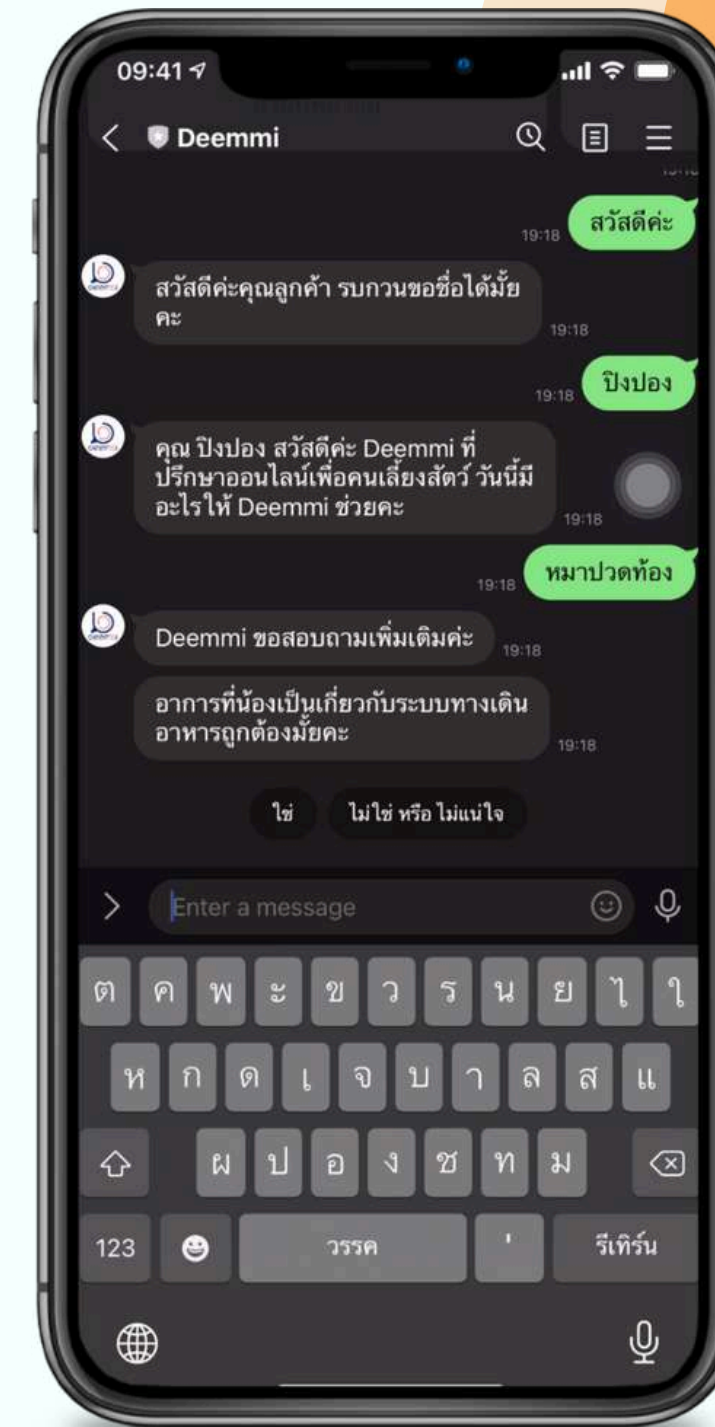 09:41
Deemmi
สวัสดีค่ะ
19:18
สวัสดีค่ะคุณลูกค้า รบกวนขอชื่อได้มั้ย
คะ
19:18
ปิงปอง
19:18
คุณ ปิงปอง สวัสดีค่ะ Deemmi ที่
ปรึกษาออนไลน์เพื่อคนเลี้ยงสัตว์ วันนี้มี
อะไรให้ Deemmi ช่วยคะ
19:18
หมาปวดท้อง
19:18
Deemmi ขอสอบถามเพิ่มเติมค่ะ
19:18
อาการที่น้องเป็นเกี่ยวกับระบบทางเดิน
อาหารถูกต้องมั้ยคะ
19:18
ใช่ ไม่ใช่ หรือ ไม่แน่ใจ
Enter a message
ต ค พ ะ ข ว ร น ย ไ ใ
ห ก ด เ จ บ า ล ส แ
ผ ป อ ง ช ท ม
123 วรรค ' รีเทิร์น